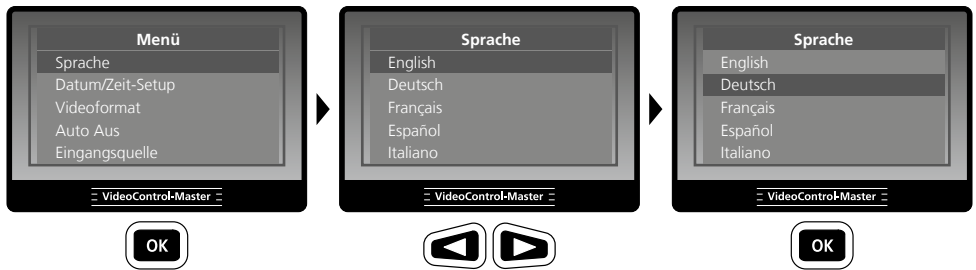 Menü
Sprache
Datum/Zeit-Setup
Videoformat
Auto Aus
Eingangsquelle
VideoControl-Master
OK
Sprache
English
Deutsch
Français
Español
Italiano
VideoControl-Master
Sprache
English
Deutsch
Français
Español
Italiano
VideoControl-Master
OK